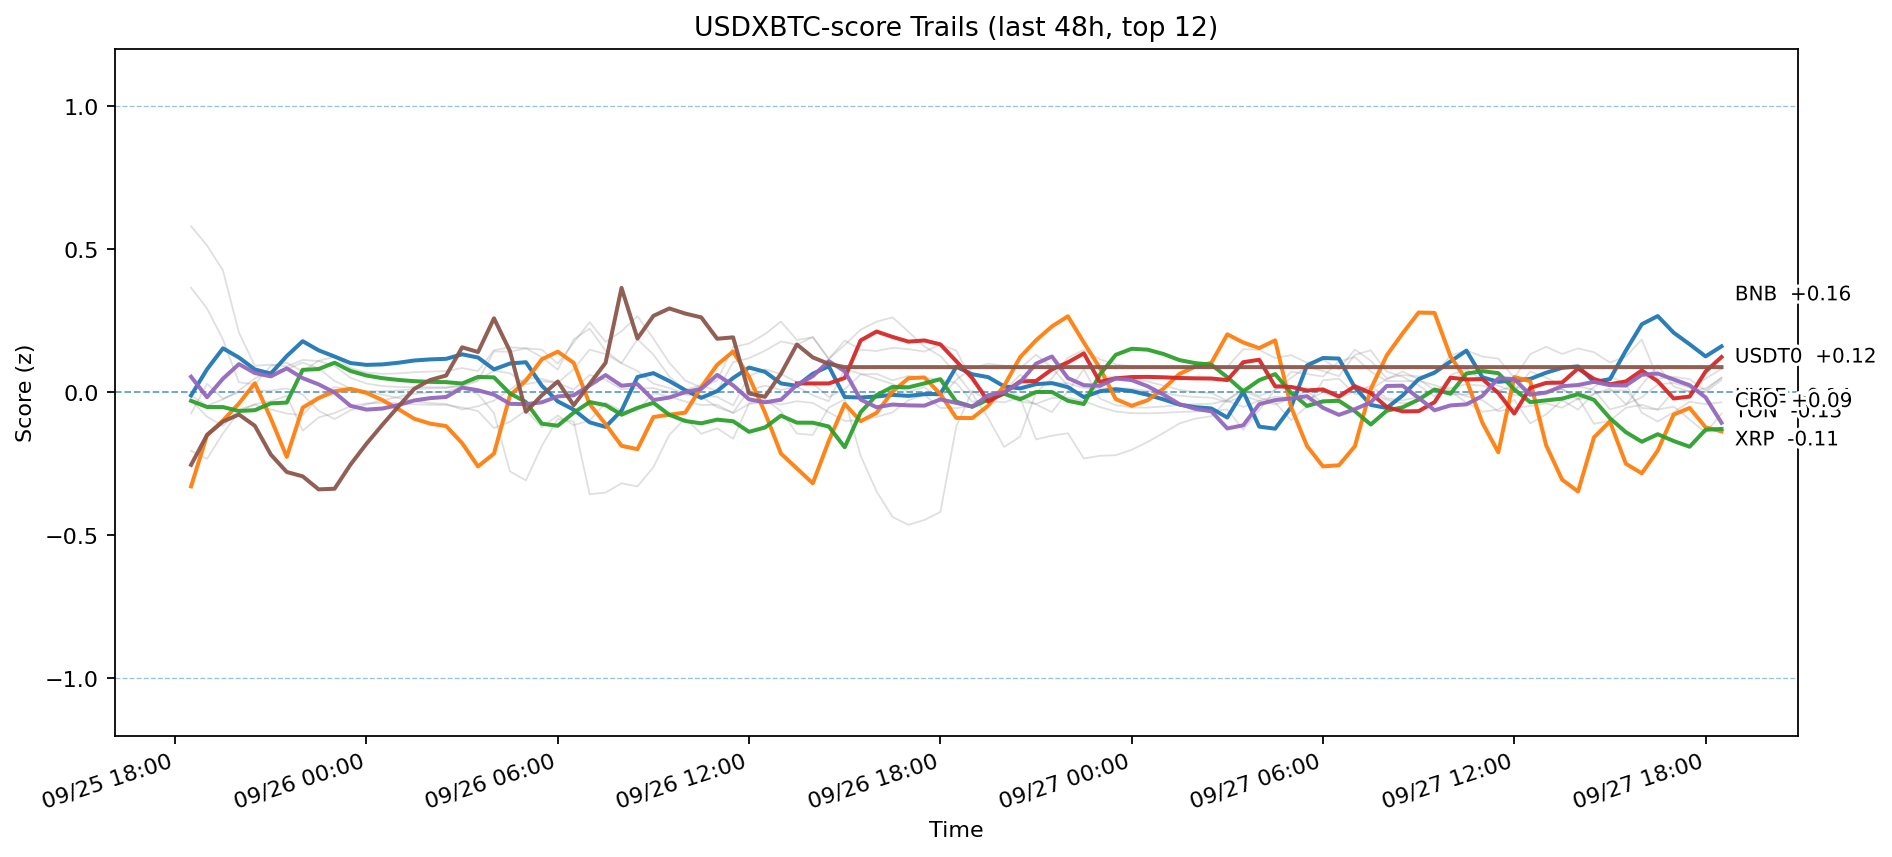 USDXBTC-score Trails (last 48h, top 12)
Score (z)
1.0
0.5
0.0
−0.5
−1.0
BNB +0.16
USDT0 +0.12
CRO +0.09
TON -0.13
XRP -0.11
09/25 18:00
09/26 00:00
09/26 06:00
09/26 12:00
09/26 18:00
09/27 00:00
09/27 06:00
09/27 12:00
09/27 18:00
Time